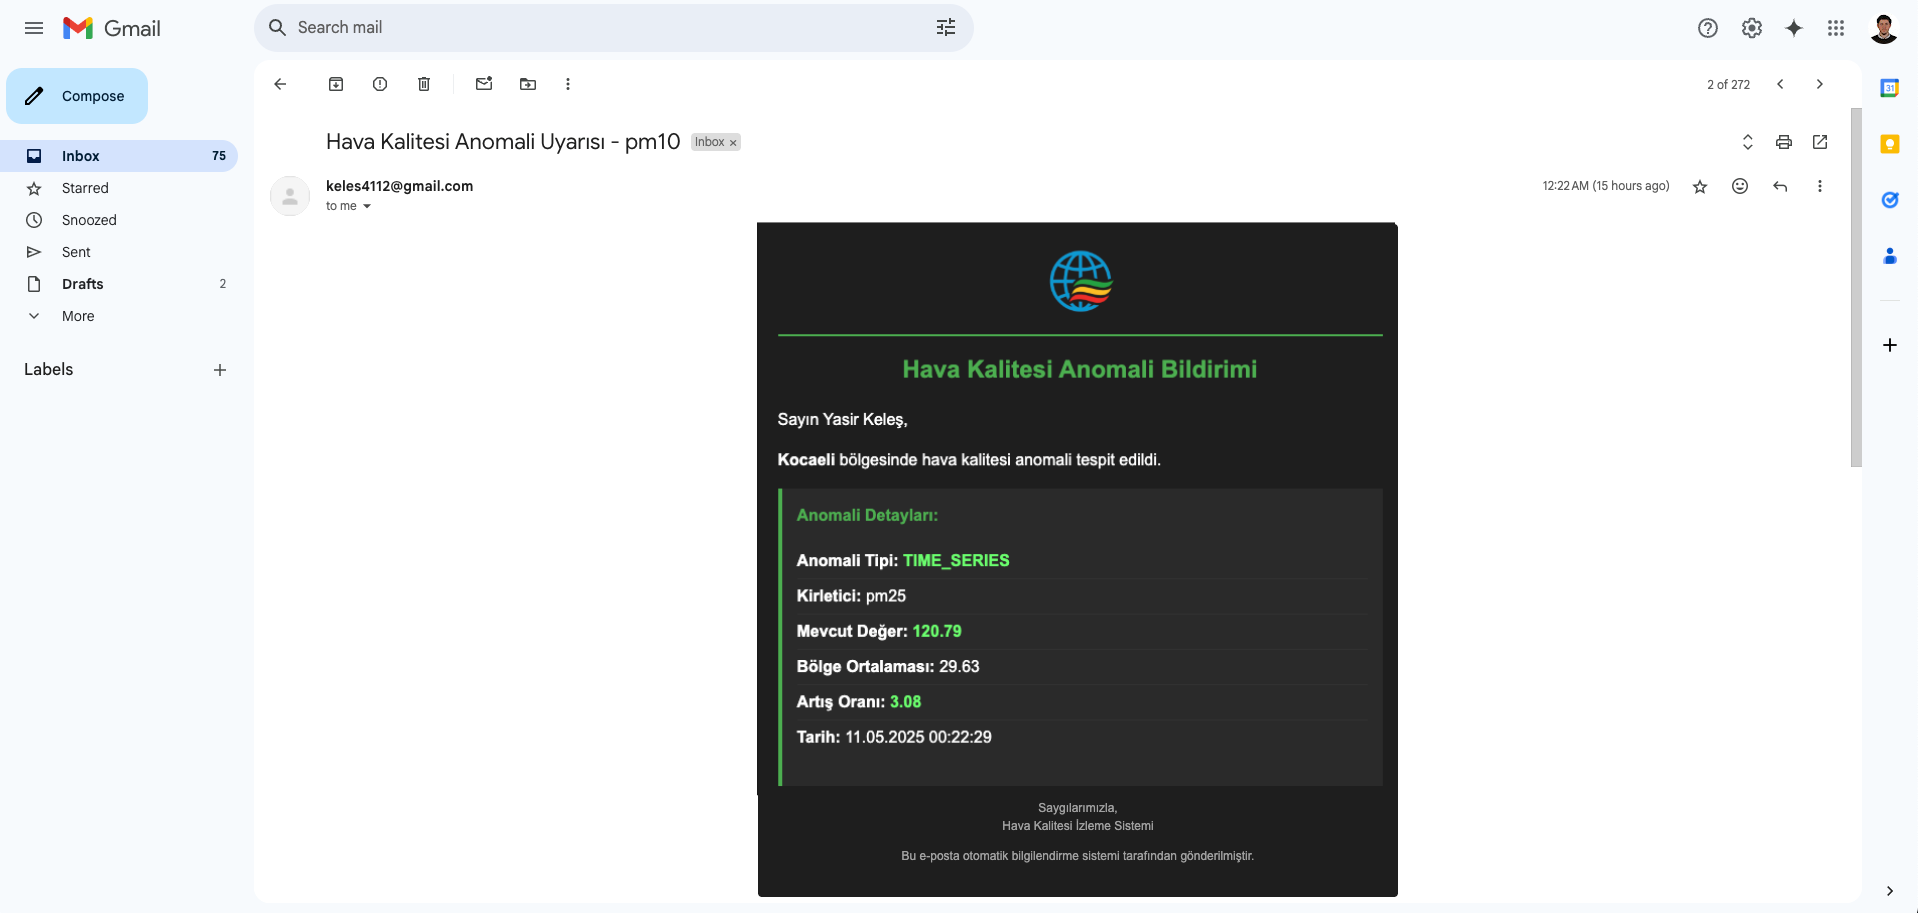 Gmail
Search mail
Compose
2 of 272
Inbox 75
Starred
Snoozed
Sent
Drafts 2
More
Labels
Hava Kalitesi Anomali Uyarısı - pm10 Inbox ×
keles4112@gmail.com 12:22 AM (15 hours ago)
to me
31
Hava Kalitesi Anomali Bildirimi
Sayın Yasir Keleş,
Kocaeli bölgesinde hava kalitesi anomali tespit edildi.
Anomali Detayları:
Anomali Tipi: TIME_SERIES
Kirletici: pm25
Mevcut Değer: 120.79
Bölge Ortalaması: 29.63
Artış Oranı: 3.08
Tarih: 11.05.2025 00:22:29
Saygılarımızla,
Hava Kalitesi İzleme Sistemi
Bu e-posta otomatik bilgilendirme sistemi tarafından gönderilmiştir.